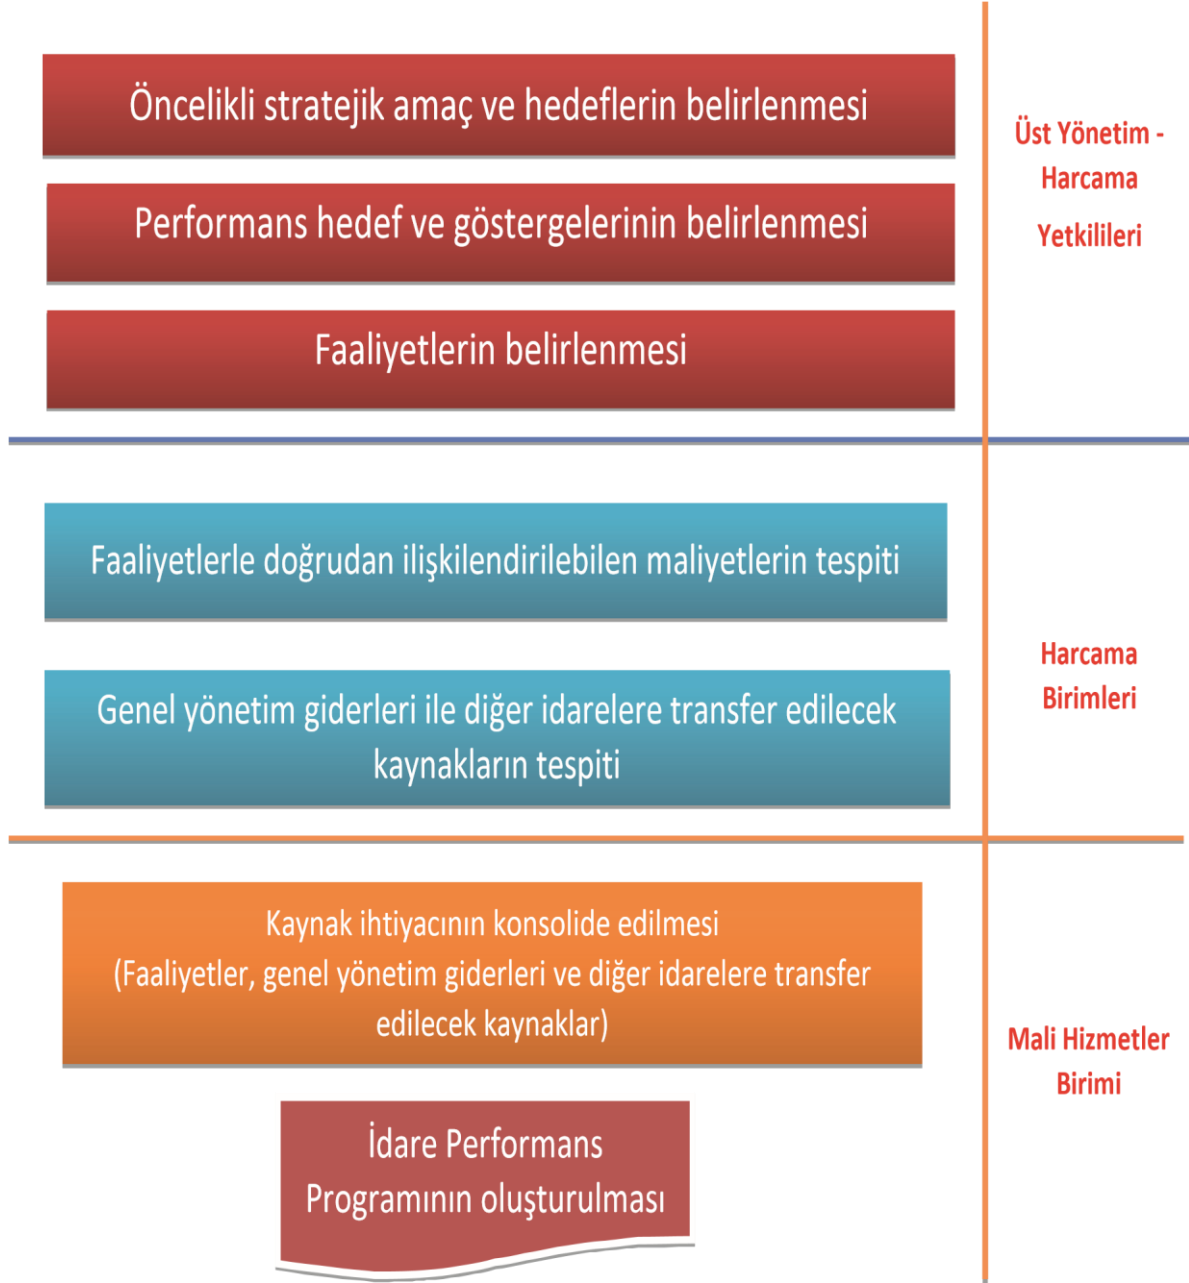 Öncelikli stratejik amaç ve hedeflerin belirlenmesi
Performans hedef ve göstergelerinin belirlenmesi
Faaliyetlerin belirlenmesi
Üst Yönetim -
Harcama
Yetkilileri
Faaliyetlerle doğrudan ilişkilendirilebilen maliyetlerin tespiti
Genel yönetim giderleri ile diğer idarelere transfer edilecek
kaynakların tespiti
Harcama
Birimleri
Kaynak ihtiyacının konsolide edilmesi
(Faaliyetler, genel yönetim giderleri ve diğer idarelere transfer
edilecek kaynaklar)
İdare Performans
Programının oluşturulması
Mali Hizmetler
Birimi